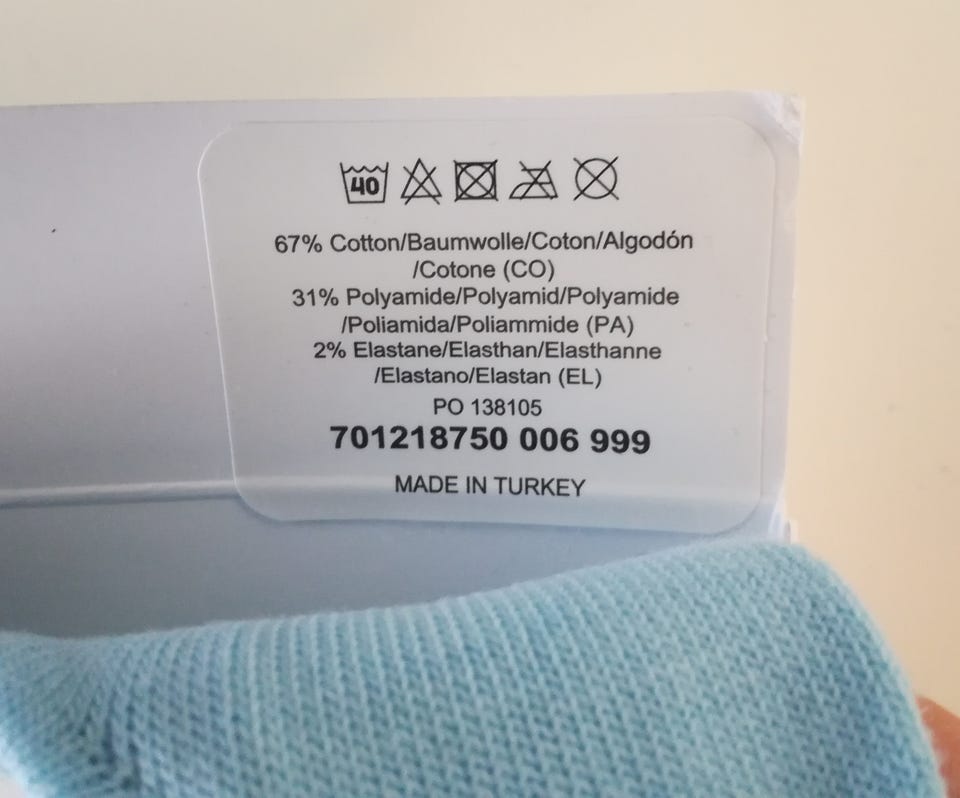 40
67% Cotton/Baumwolle/Coton/Algodón
/Cotone (CO)
31% Polyamide/Polyamid/Polyamide
/Poliamida/Poliammide (PA)
2% Elastane/Elasthan/Elasthanne
/Elastano/Elastan (EL)
PO 138105
701218750 006 999
MADE IN TURKEY